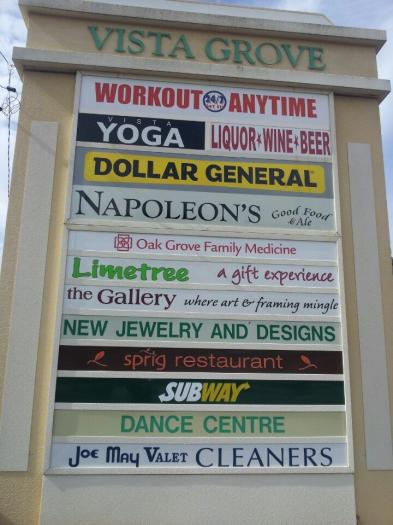 VISTA GROVE
WORKOUT 24/7 ANYTIME
VISTA
YOGA
LIQUOR★WINE★BEER
DOLLAR GENERAL
NAPOLEON'S Good Food
& Ale
Oak Grove Family Medicine
Limetree a gift experience
the Gallery where art & framing mingle
NEW JEWELRY AND DESIGNS
sprig restaurant
SUBWAY
DANCE CENTRE
JOE MAY VALET CLEANERS